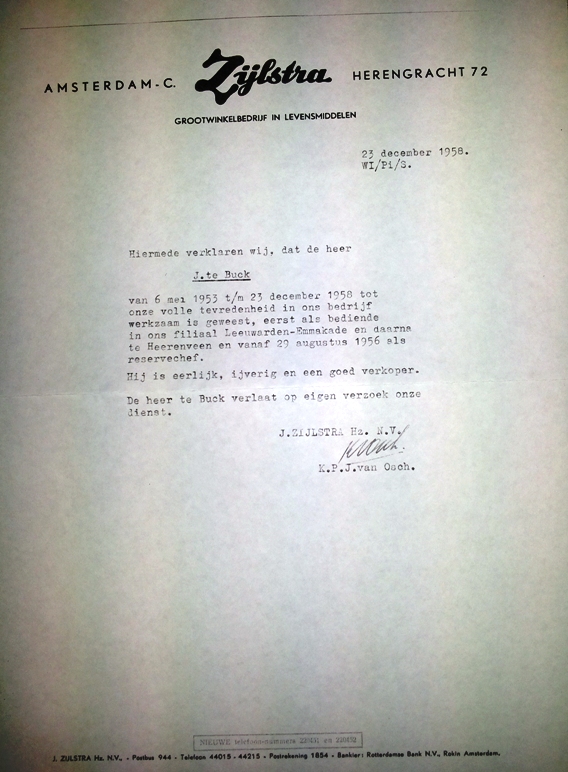 AMSTERDAM-C. Zijlstra HERENGRACHT 72
GROOTWINKELBEDRIJF IN LEVENSMIDDELEN
23 december 1958.
WI/Pi/S.
Hiermede verklaren wij, dat de heer
J.te Buck
van 6 mei 1953 t/m 23 december 1958 tot
onze volle tevredenheid in ons bedrijf
werkzaam is geweest, eerst als bediende
in ons filiaal Leeuwarden-Emmakade en daarna
te Heerenveen en vanaf 29 augustus 1956 als
reservechef.
Hij is eerlijk, ijverig en een goed verkoper.
De heer te Buck verlaat op eigen verzoek onze
dienst.
J.ZIJLSTRA Hz. N.V.
K.P.J.van Osch.
NIEUWE telefoonnummers en
J. ZIJLSTRA Hz. N.V., - Postbus 944 - Telefoon 44015 - 44215 - Postrekening 1854 - Bankier: Rotterdamse Bank N.V., Rokin Amsterdam.